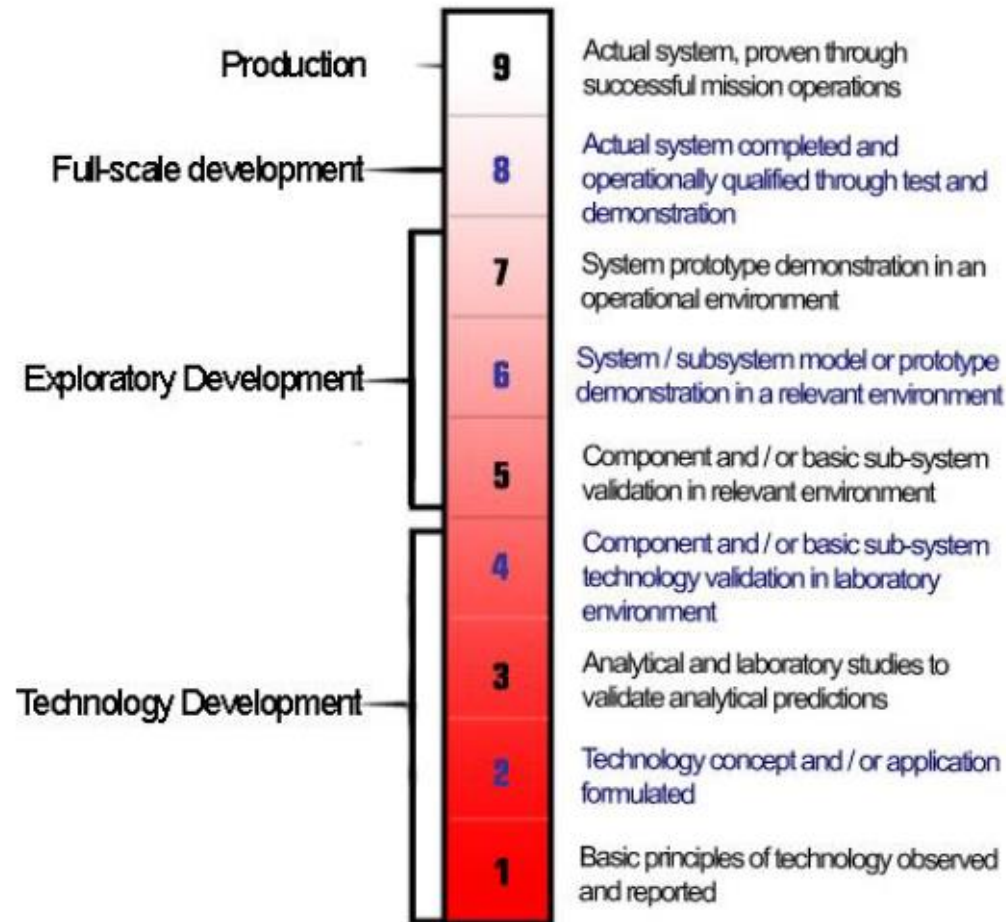 Production
9
Actual system, proven through
successful mission operations
Full-scale development
8
Actual system completed and
operationally qualified through test and
demonstration
7
System prototype demonstration in an
operational environment
Exploratory Development
6
System / subsystem model or prototype
demonstration in a relevant environment
5
Component and / or basic sub-system
validation in relevant environment
4
Component and / or basic sub-system
technology validation in laboratory
environment
Technology Development
3
Analytical and laboratory studies to
validate analytical predictions
2
Technology concept and / or application
formulated
1
Basic principles of technology observed
and reported